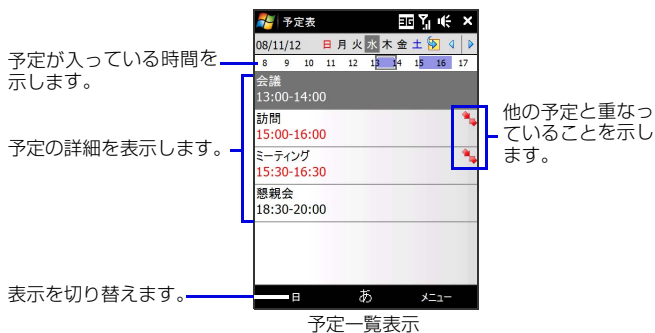 予定表
08/11/12 日 月 火 水 木 金 土
8 9 10 11 12 13 14 15 16 17
予定が入っている時間を
示します。
会議
13:00-14:00
訪問
15:00-16:00
ミーティング
15:30-16:30
懇親会
18:30-20:00
予定の詳細を表示します。
他の予定と重なっ
ていることを示し
ます。
表示を切り替えます。
日 あ メニュー
予定一覧表示